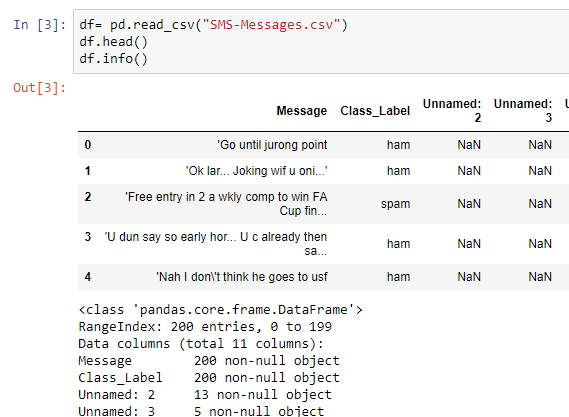 In [3]: df= pd.read_csv("SMS-Messages.csv")
df.head()
df.info()
Out[3]:
Message Class_Label Unnamed: 2 Unnamed: 3 U
0 'Go until jurong point ham NaN NaN
1 'Ok lar... Joking wif u oni...' ham NaN NaN
2 'Free entry in 2 a wkly comp to win FA
Cup fin... spam NaN NaN
3 'U dun say so early hor... U c already then
sa... ham NaN NaN
4 'Nah I don\'t think he goes to usf ham NaN NaN
<class 'pandas.core.frame.DataFrame'>
RangeIndex: 200 entries, 0 to 199
Data columns (total 11 columns):
Message 200 non-null object
Class_Label 200 non-null object
Unnamed: 2 13 non-null object
Unnamed: 3 5 non-null object